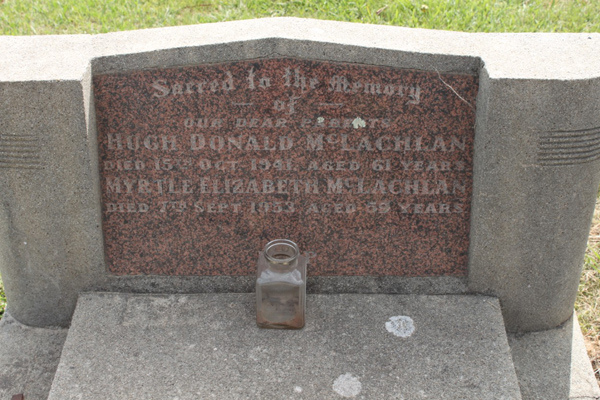 Sacred to the Memory
— of —
OUR DEAR PARENTS
HUGH DONALD McLACHLAN
DIED 15TH OCT. 1941. AGED 61 YEARS
MYRTLE ELIZABETH McLACHLAN
DIED 7TH SEPT. 1953. AGED 59 YEARS.